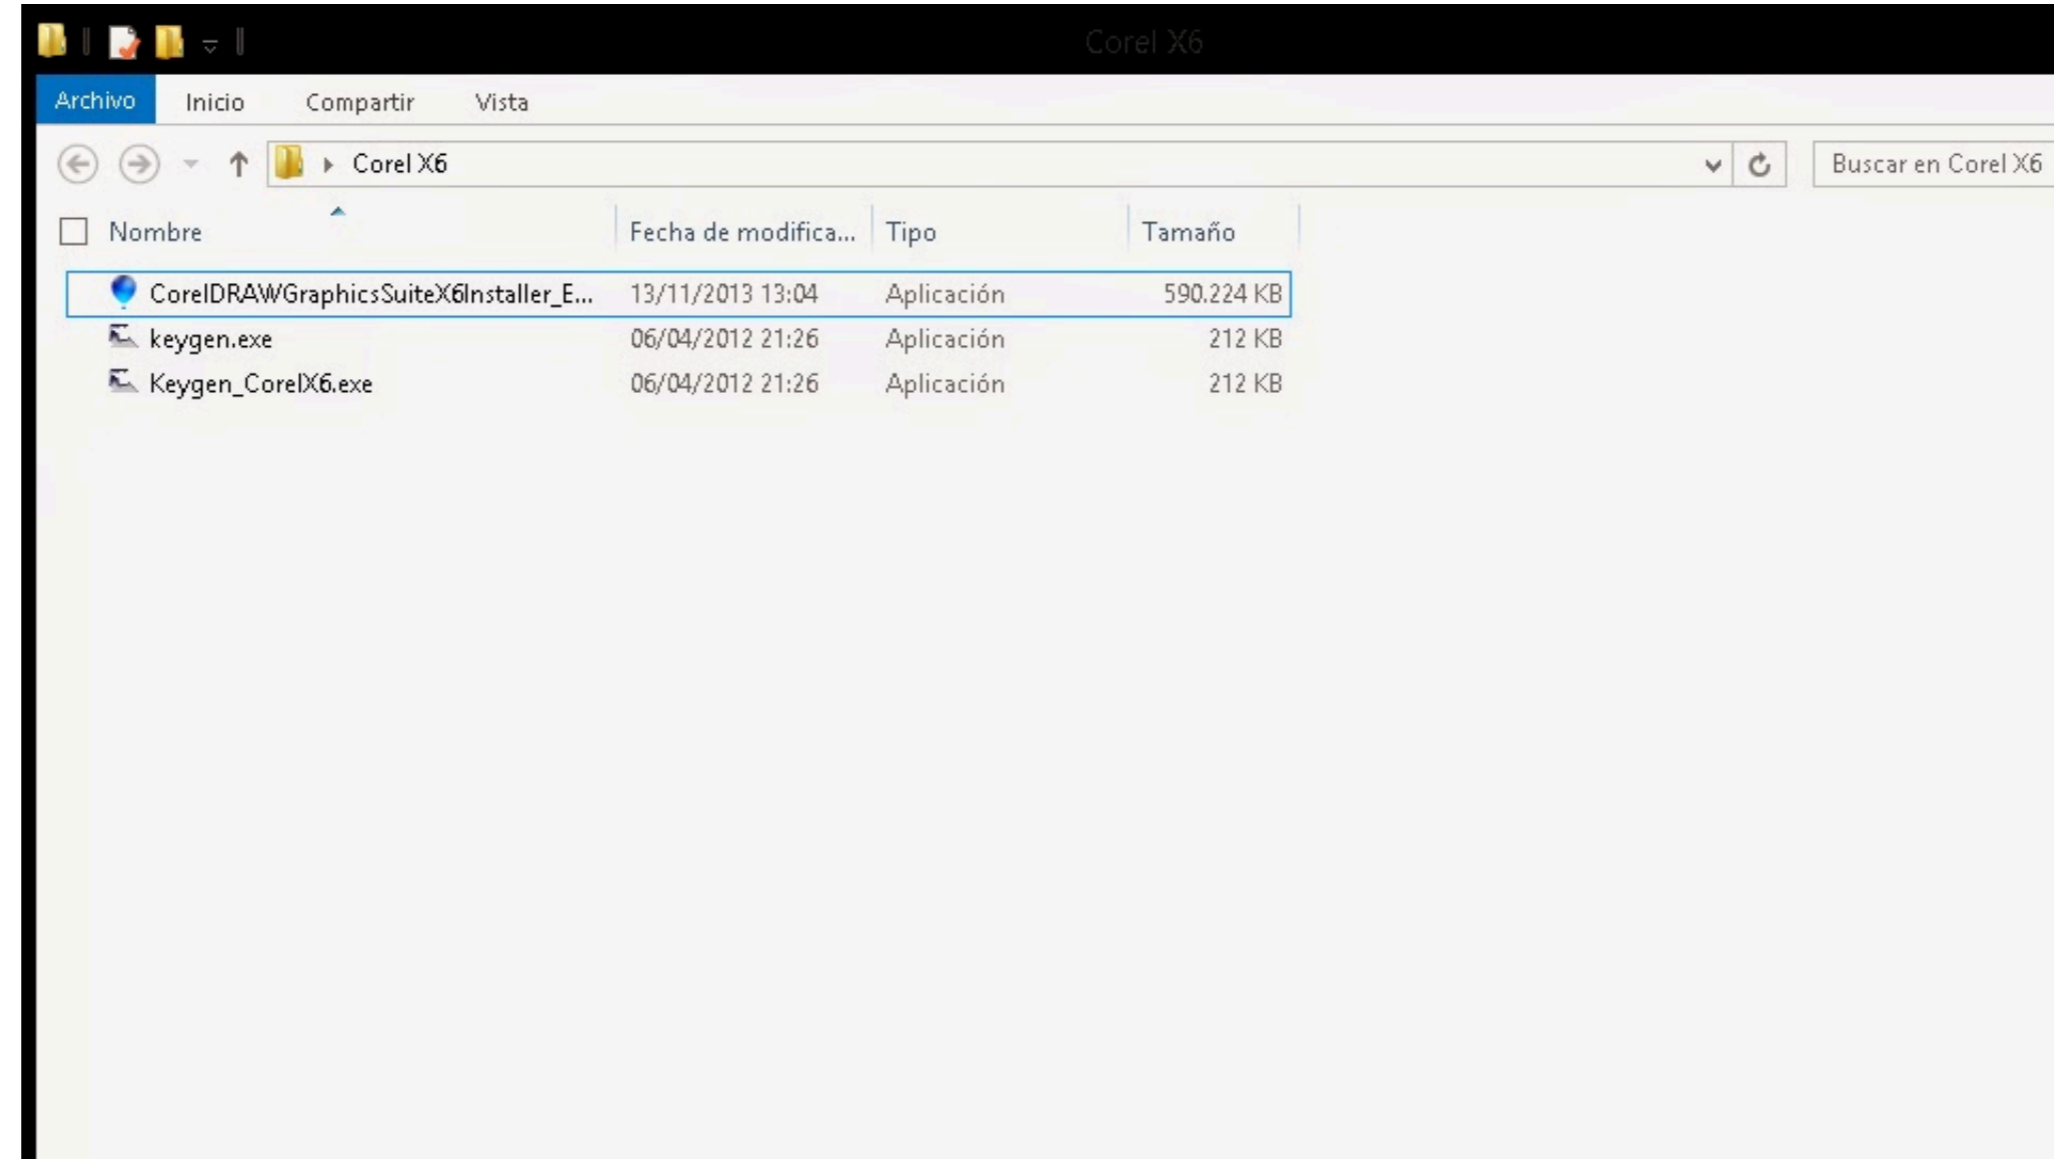 Corel X6
Archivo Inicio Compartir Vista
Corel X6 Buscar en Corel X6
Nombre Fecha de modifica... Tipo Tamaño
CorelDRAWGraphicsSuiteX6Installer_E... 13/11/2013 13:04 Aplicación 590.224 KB
keygen.exe 06/04/2012 21:26 Aplicación 212 KB
Keygen_CorelX6.exe 06/04/2012 21:26 Aplicación 212 KB